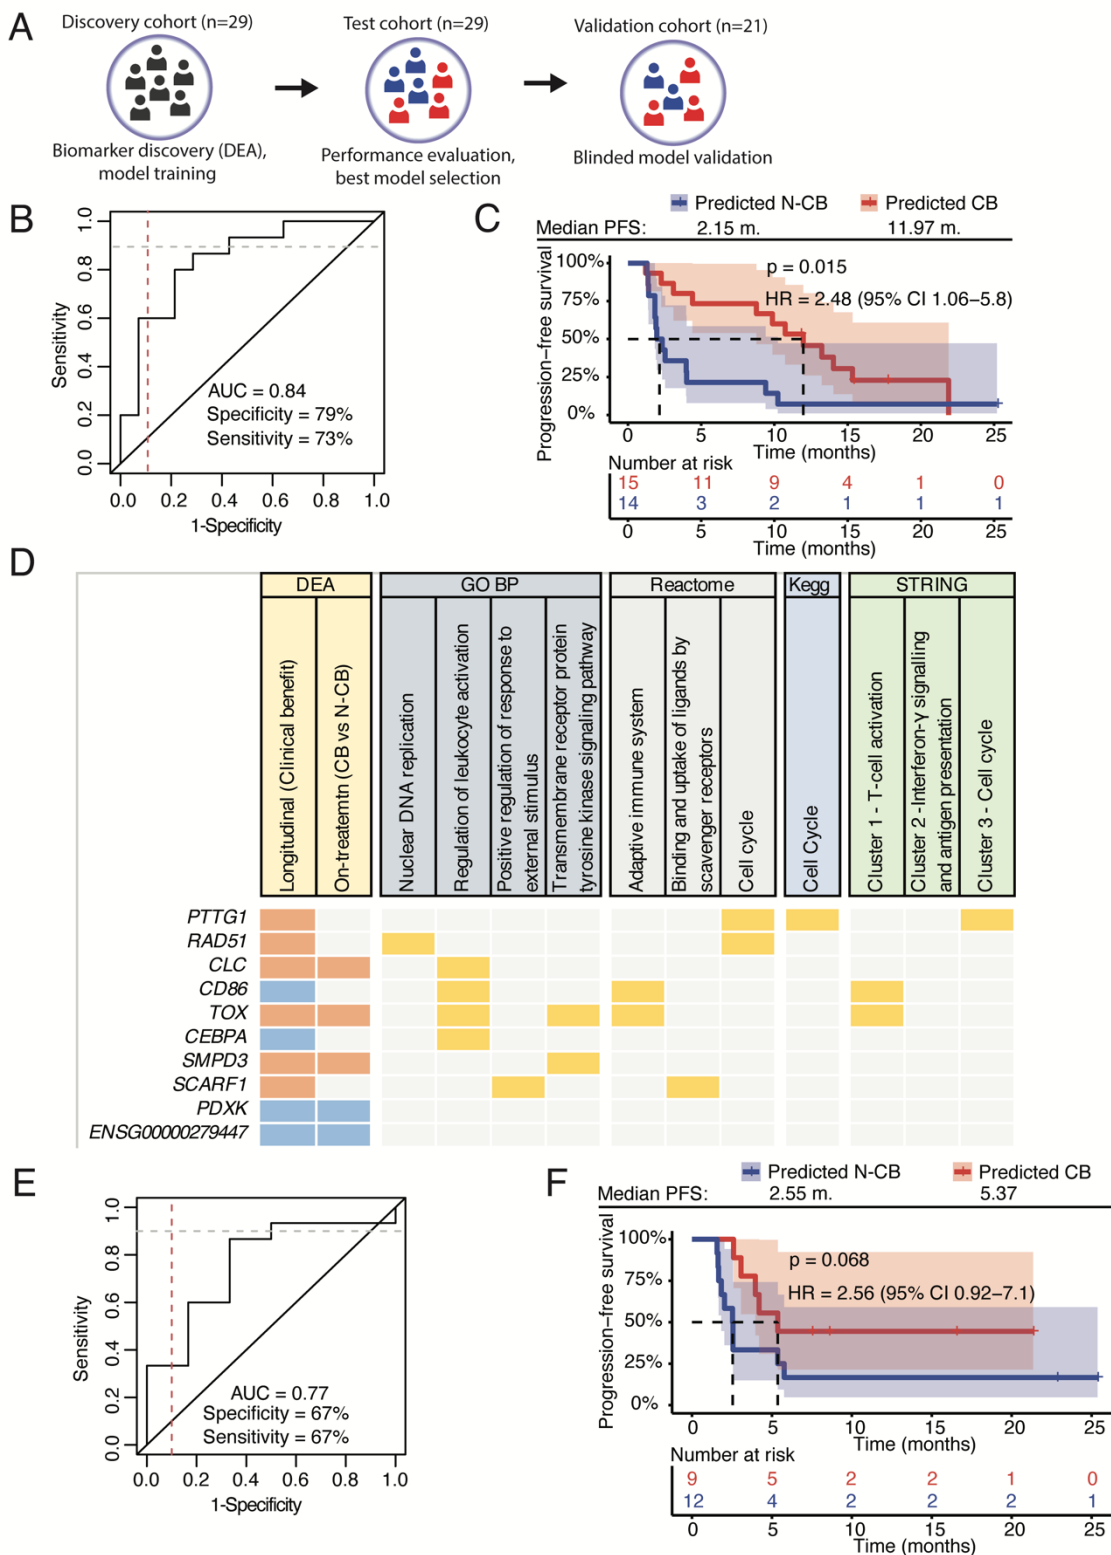 A
Discovery cohort (n=29)
Test cohort (n=29)
Validation cohort (n=21)
Biomarker discovery (DEA),
model training
Performance evaluation,
best model selection
Blinded model validation
B
Sensitivity
0.0 0.2 0.4 0.6 0.8 1.0
AUC = 0.84
Specificity = 79%
Sensitivity = 73%
0.0 0.2 0.4 0.6 0.8 1.0
1-Specificity
C
Predicted N-CB Predicted CB
Median PFS: 2.15 m. 11.97 m.
Progression-free survival
100%
75%
50%
25%
0%
p = 0.015
HR = 2.48 (95% CI 1.06–5.8)
0 5 10 15 20 25
Time (months)
Number at risk
15 11 9 4 1 0
14 3 2 1 1 1
0 5 10 15 20 25
Time (months)
D
DEA GO BP Reactome Kegg STRING
Longitudinal (Clinical benefit)
On-treatemtn (CB vs N-CB)
Nuclear DNA replication
Regulation of leukocyte activation
Positive regulation of response to
external stimulus
Transmembrane receptor protein
tyrosine kinase signaling pathway
Adaptive immune system
Binding and uptake of ligands by
scavenger receptors
Cell cycle
Cell Cycle
Cluster 1 - T-cell activation
Cluster 2 -Interferon-γ signalling
and antigen presentation
Cluster 3 - Cell cycle
PTTG1
RAD51
CLC
CD86
TOX
CEBPA
SMPD3
SCARF1
PDXK
ENSG00000279447
E
Sensitivity
0.0 0.2 0.4 0.6 0.8 1.0
AUC = 0.77
Specificity = 67%
Sensitivity = 67%
0.0 0.2 0.4 0.6 0.8 1.0
1-Specificity
F
Predicted N-CB Predicted CB
Median PFS: 2.55 m. 5.37
Progression-free survival
100%
75%
50%
25%
0%
p = 0.068
HR = 2.56 (95% CI 0.92–7.1)
0 5 10 15 20 25
Time (months)
Number at risk
9 5 2 2 1 0
12 4 2 2 2 1
0 5 10 15 20 25
Time (months)